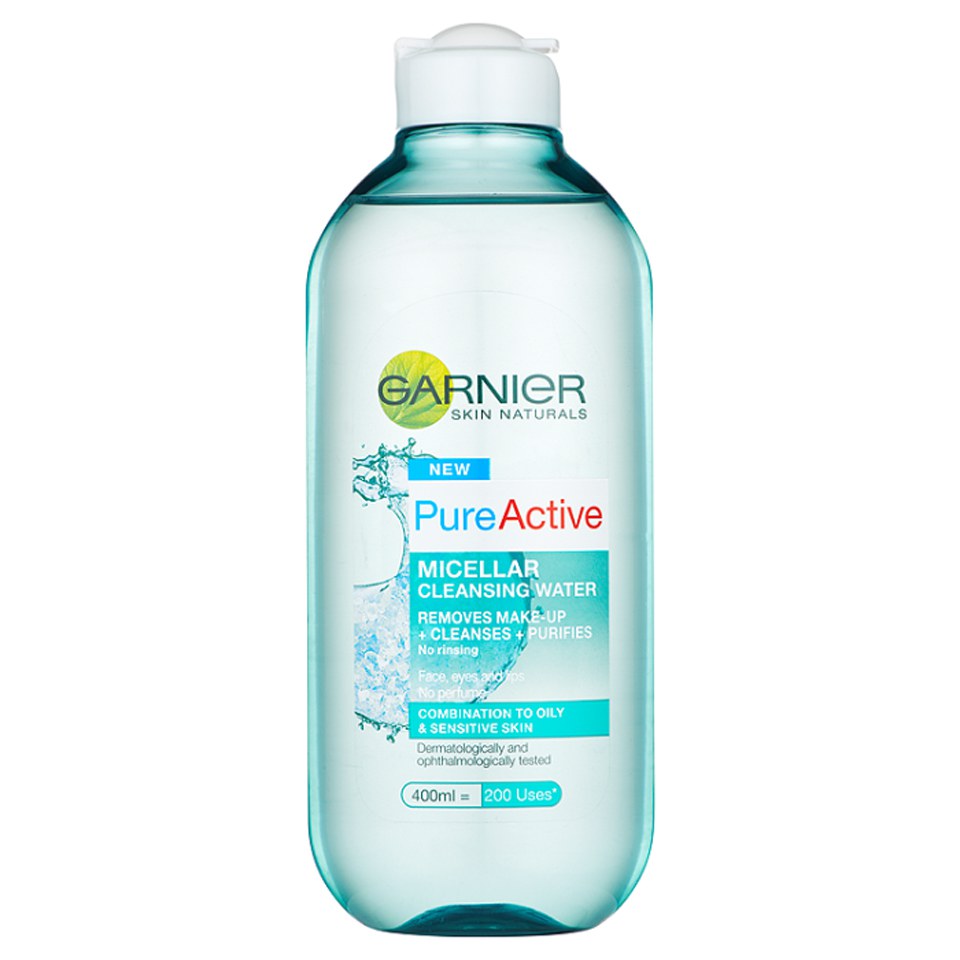 GARNIER
SKIN NATURALS
NEW
PureActive
MICELLAR
CLEANSING WATER
REMOVES MAKE-UP
+ CLEANSES + PURIFIES
No rinsing
Face, eyes and lips
No perfume
COMBINATION TO OILY
& SENSITIVE SKIN
Dermatologically and
ophthalmologically tested
400ml = 200 Uses*